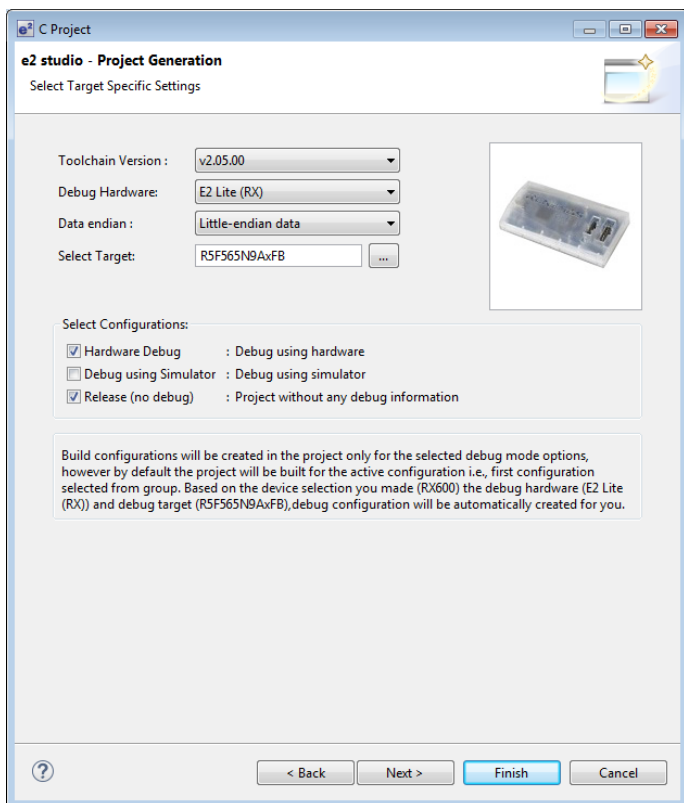 e² C Project
e2 studio - Project Generation
Select Target Specific Settings
Toolchain Version : v2.05.00
Debug Hardware: E2 Lite (RX)
Data endian : Little-endian data
Select Target: R5F565N9AxFB ...
Select Configurations:
Hardware Debug : Debug using hardware
Debug using Simulator : Debug using simulator
Release (no debug) : Project without any debug information
Build configurations will be created in the project only for the selected debug mode options,
however by default the project will be built for the active configuration i.e., first configuration
selected from group. Based on the device selection you made (RX600) the debug hardware (E2 Lite
(RX)) and debug target (R5F565N9AxFB),debug configuration will be automatically created for you.
? < Back Next > Finish Cancel